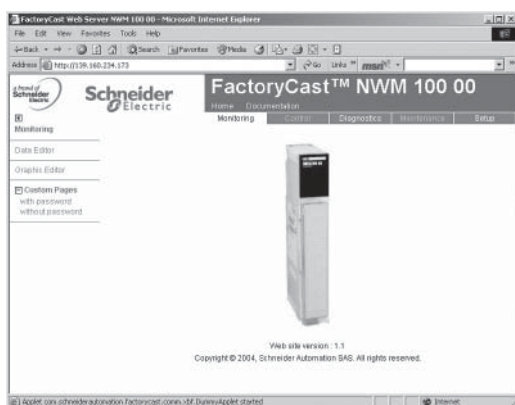 FactoryCast Web Server NWM 100 00 - Microsoft Internet Explorer
File Edit View Favorites Tools Help
Back Search Favorites Media
Address http://139.160.234.173 Go Links msn
a brand of
Schneider
Electric
Schneider
Electric
FactoryCast™ NWM 100 00
Home Documentation
Monitoring Control Diagnostics Maintenance Setup
Monitoring
Data Editor
Graphic Editor
Custom Pages
with password
without password
Web site version : 1.1
Copyright © 2004, Schneider Automation SAS. All rights reserved.
Applet com.schneiderautomation.factorycast.comm.xbf.DummyApplet started
Internet